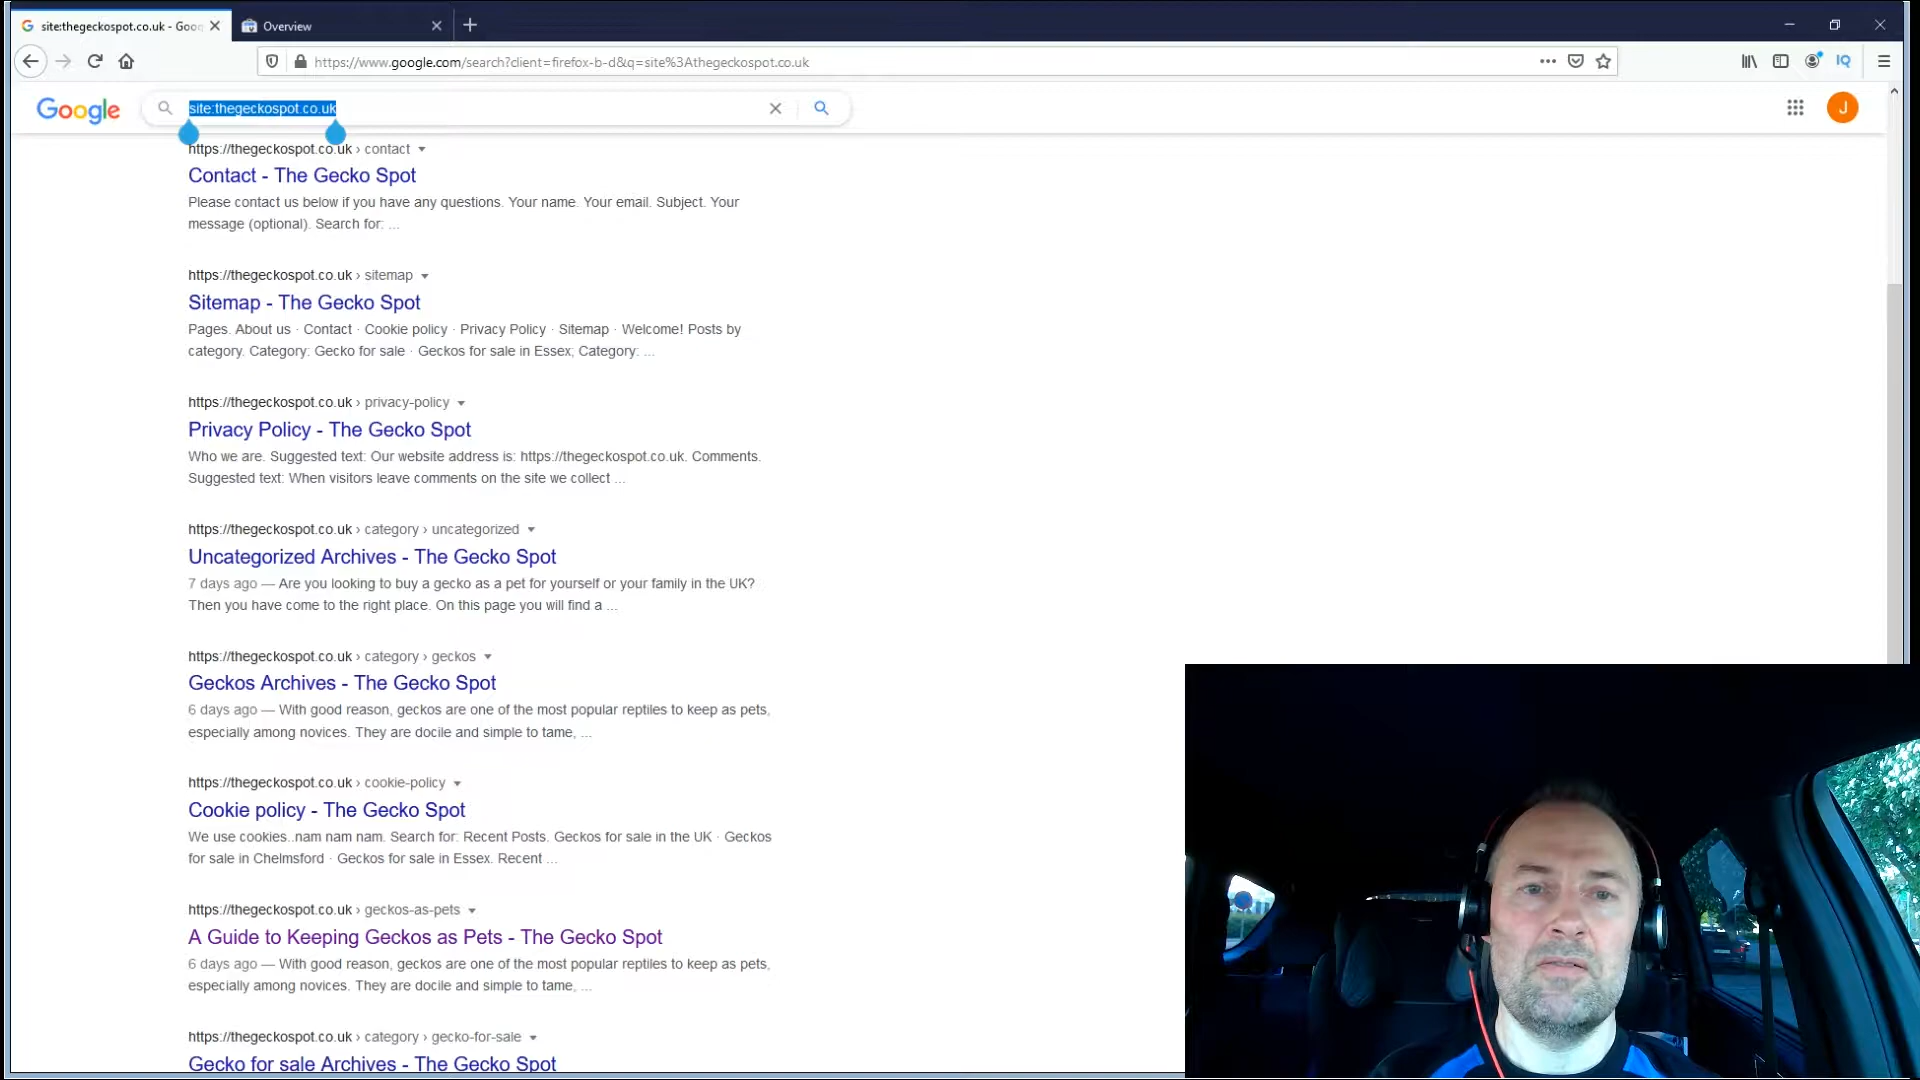 site:thegeckospot.co.uk - Goog
Overview
https://www.google.com/search?client=firefox-b-d&q=site%3Athegeckospot.co.uk
IQ
Google
site:thegeckospot.co.uk
J
https://thegeckospot.co.uk › contact
Contact - The Gecko Spot
Please contact us below if you have any questions. Your name. Your email. Subject. Your
message (optional). Search for: ...
https://thegeckospot.co.uk › sitemap
Sitemap - The Gecko Spot
Pages. About us · Contact · Cookie policy · Privacy Policy · Sitemap · Welcome! Posts by
category. Category: Gecko for sale · Geckos for sale in Essex; Category: ...
https://thegeckospot.co.uk › privacy-policy
Privacy Policy - The Gecko Spot
Who we are. Suggested text: Our website address is: https://thegeckospot.co.uk. Comments.
Suggested text: When visitors leave comments on the site we collect ...
https://thegeckospot.co.uk › category › uncategorized
Uncategorized Archives - The Gecko Spot
7 days ago — Are you looking to buy a gecko as a pet for yourself or your family in the UK?
Then you have come to the right place. On this page you will find a ...
https://thegeckospot.co.uk › category › geckos
Geckos Archives - The Gecko Spot
6 days ago — With good reason, geckos are one of the most popular reptiles to keep as pets,
especially among novices. They are docile and simple to tame, ...
https://thegeckospot.co.uk › cookie-policy
Cookie policy - The Gecko Spot
We use cookies..nam nam nam. Search for: Recent Posts. Geckos for sale in the UK · Geckos
for sale in Chelmsford · Geckos for sale in Essex. Recent ...
https://thegeckospot.co.uk › geckos-as-pets
A Guide to Keeping Geckos as Pets - The Gecko Spot
6 days ago — With good reason, geckos are one of the most popular reptiles to keep as pets,
especially among novices. They are docile and simple to tame, ...
https://thegeckospot.co.uk › category › gecko-for-sale
Gecko for sale Archives - The Gecko Spot